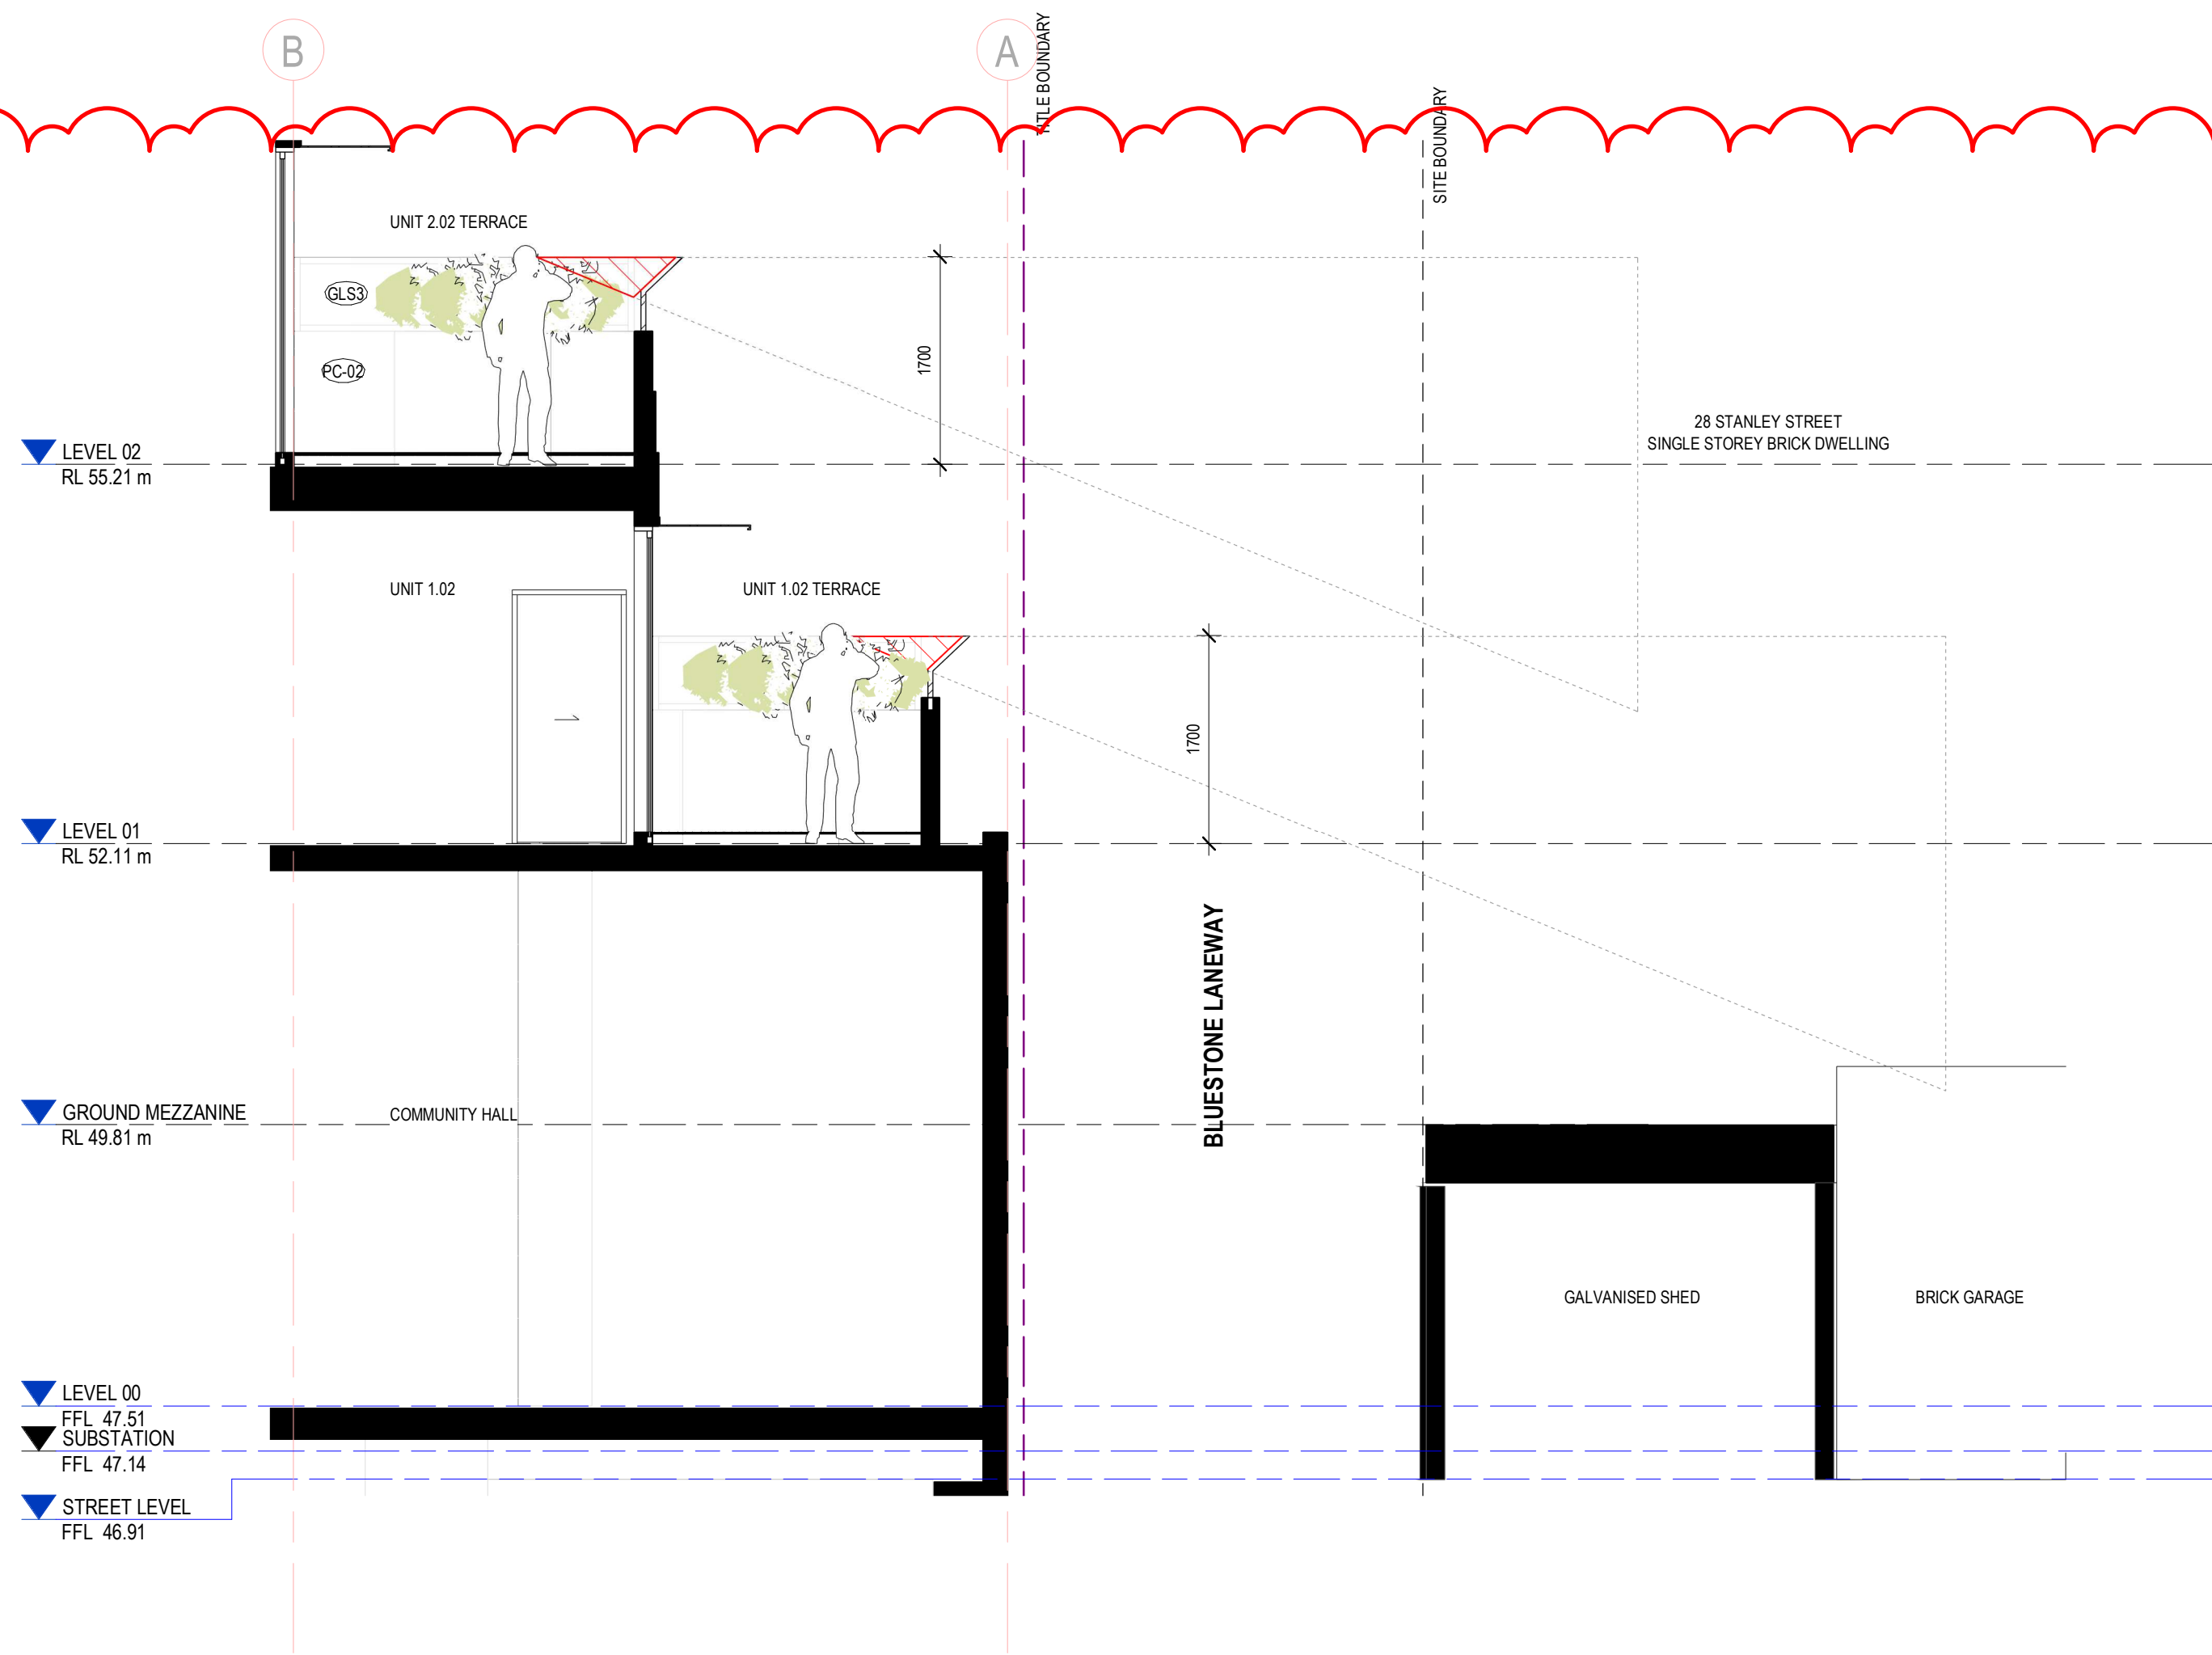 B
A
TITLE BOUNDARY
SITE BOUNDARY
UNIT 2.02 TERRACE
GLS3
PC-02
1700
28 STANLEY STREET
SINGLE STOREY BRICK DWELLING
LEVEL 02
RL 55.21 m
UNIT 1.02
UNIT 1.02 TERRACE
1700
LEVEL 01
RL 52.11 m
BLUESTONE LANEWAY
GROUND MEZZANINE
RL 49.81 m
COMMUNITY HALL
GALVANISED SHED
BRICK GARAGE
LEVEL 00
FFL 47.51
SUBSTATION
FFL 47.14
STREET LEVEL
FFL 46.91